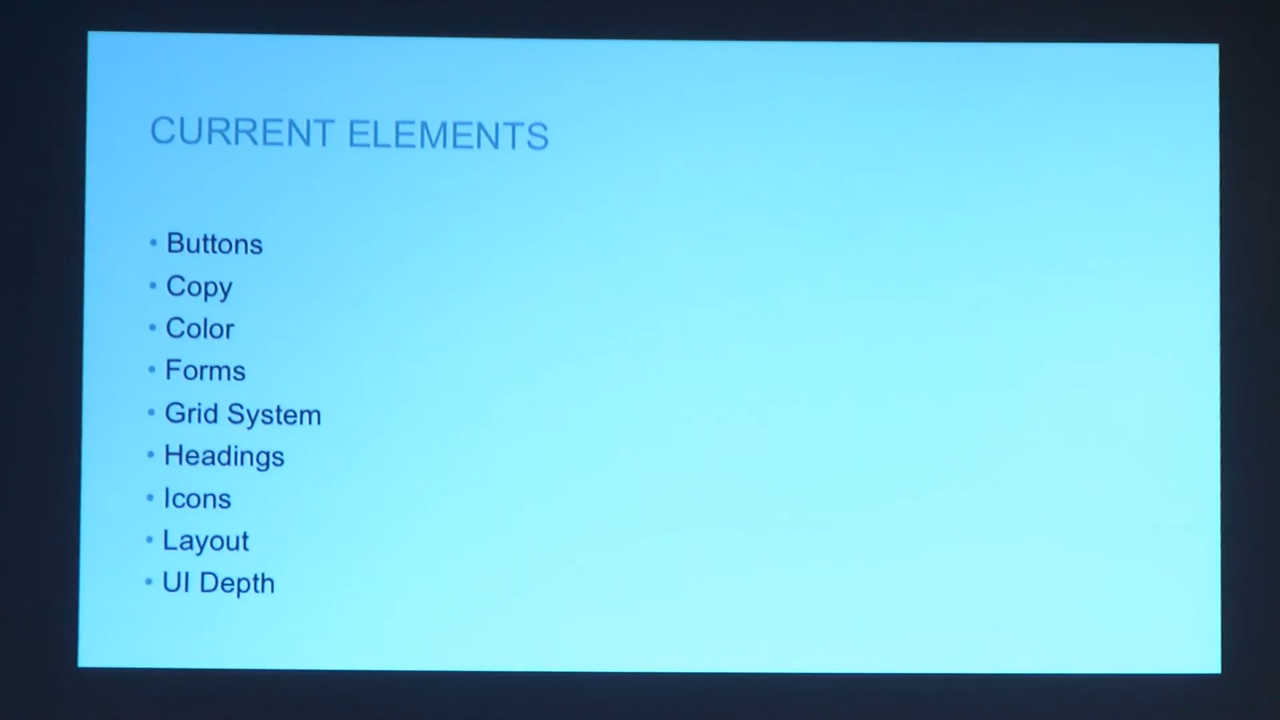 CURRENT ELEMENTS
• Buttons
• Copy
• Color
• Forms
• Grid System
• Headings
• Icons
• Layout
• UI Depth